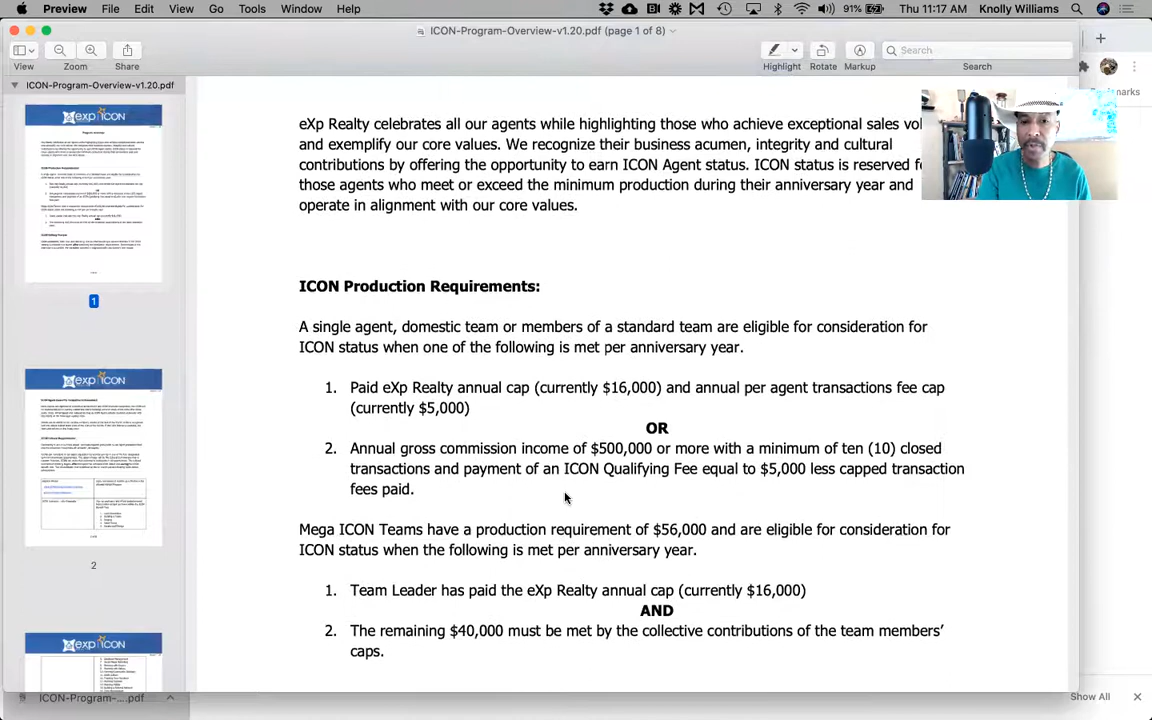 Preview File Edit View Go Tools Window Help 91% Thu 11:17 AM Knolly Williams
ICON-Program-Overview-v1.20.pdf (page 1 of 8)
View Zoom Share Highlight Rotate Markup Search Search
ICON-Program-Overview-v1.20.pdf
eXp Realty celebrates all our agents while highlighting those who achieve exceptional sales
and exemplify our core values. We recognize their business acumen, integrity and cultural
contributions by offering the opportunity to earn ICON Agent status. ICON status is reserved
those agents who meet or exceed the minimum production during their anniversary year and
operate in alignment with our core values.
ICON Production Requirements:
A single agent, domestic team or members of a standard team are eligible for consideration for
ICON status when one of the following is met per anniversary year.
1. Paid eXp Realty annual cap (currently $16,000) and annual per agent transactions fee cap
(currently $5,000)
OR
2. Annual gross commission income of $500,000 or more with a minimum of ten (10) closed
transactions and payment of an ICON Qualifying Fee equal to $5,000 less capped transaction
fees paid.
Mega ICON Teams have a production requirement of $56,000 and are eligible for consideration for
ICON status when the following is met per anniversary year.
1. Team Leader has paid the eXp Realty annual cap (currently $16,000)
AND
2. The remaining $40,000 must be met by the collective contributions of the team members’
caps.
exp ICON
1
exp ICON
2
exp ICON
ICON-Program-....pdf
Show All